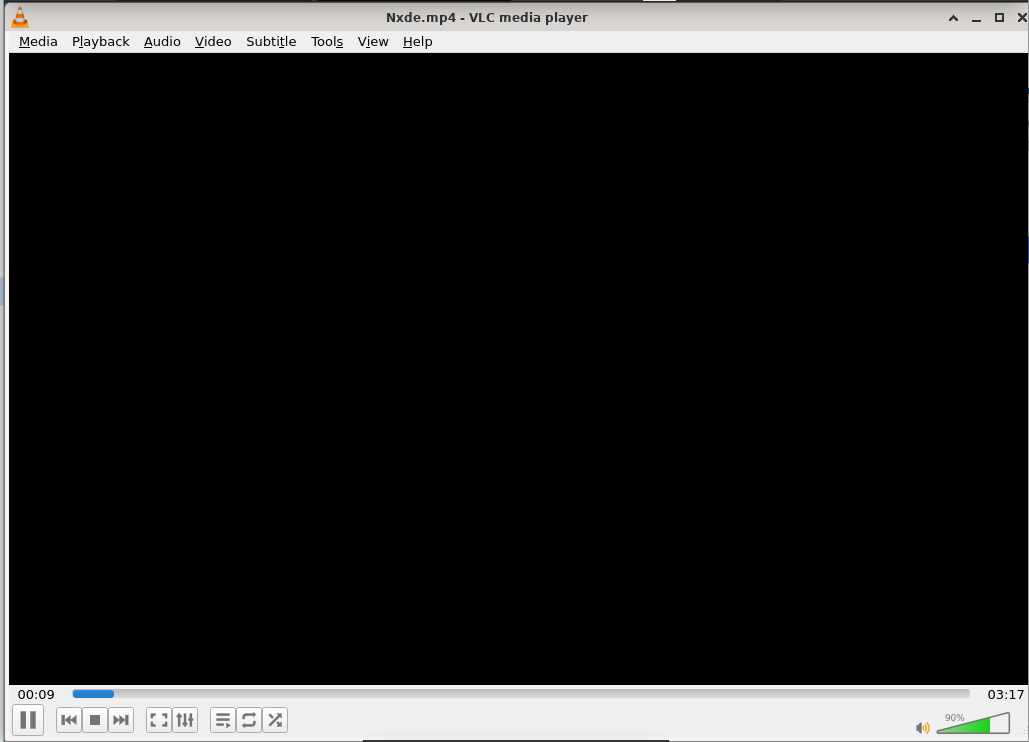 Nxde.mp4 - VLC media player
Media Playback Audio Video Subtitle Tools View Help
00:09 03:17
90%